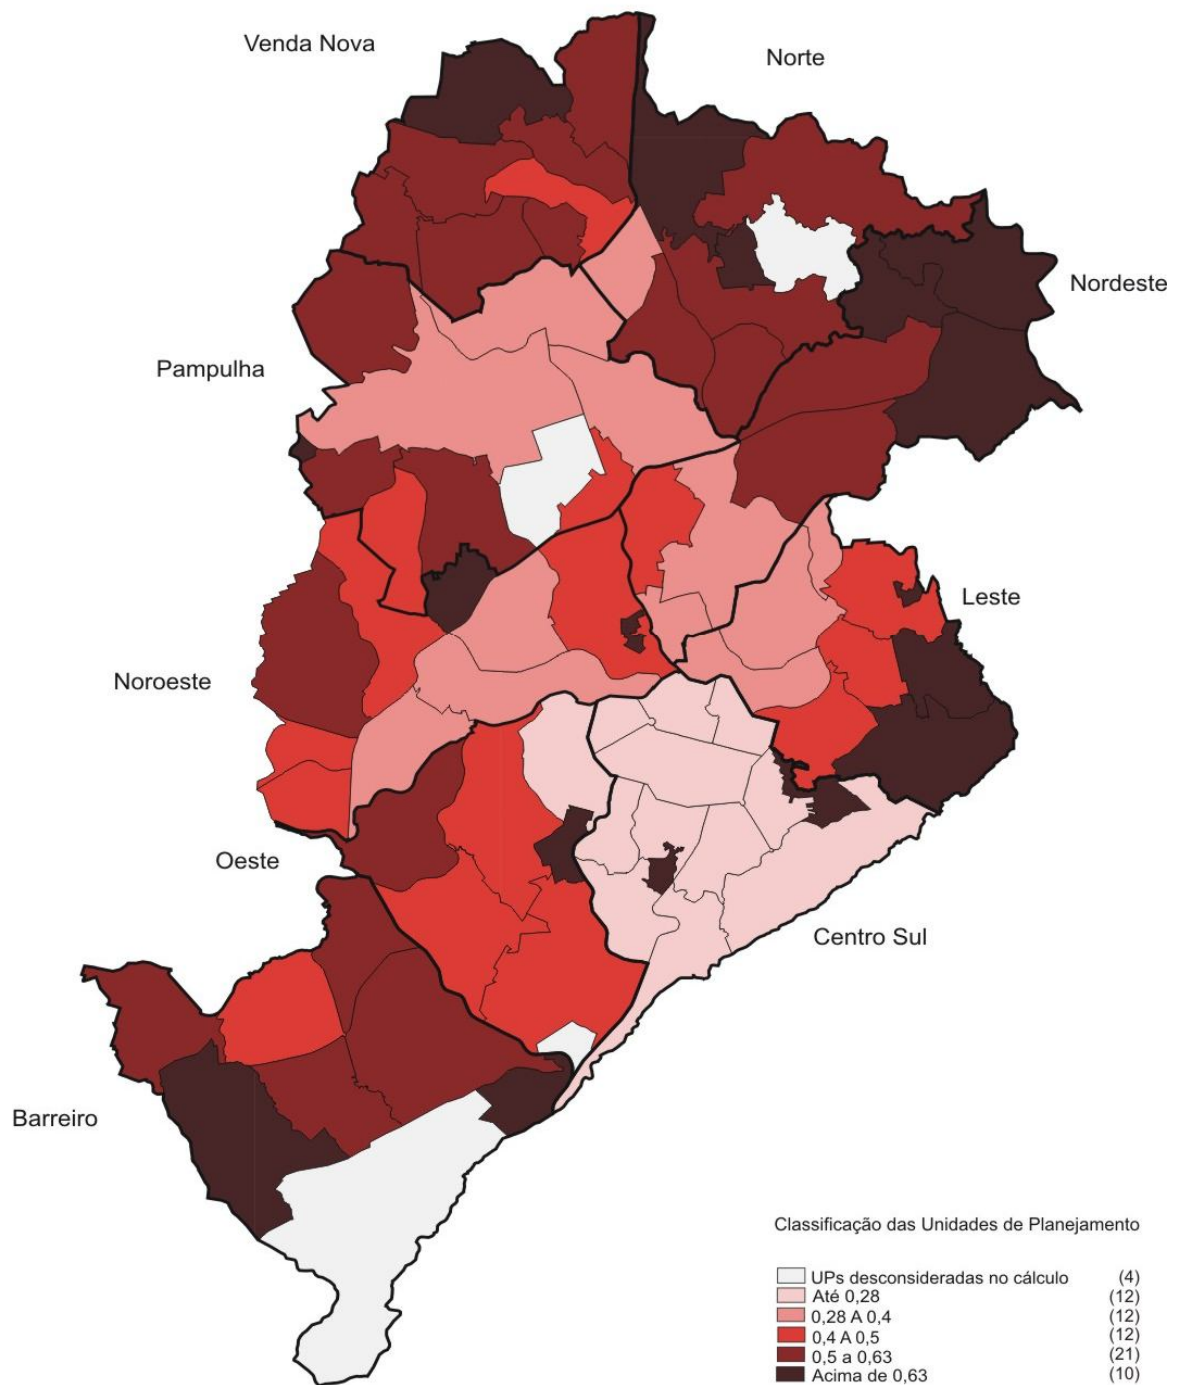 Venda Nova
Norte
Nordeste
Pampulha
Leste
Noroeste
Oeste
Centro Sul
Barreiro
Classificação das Unidades de Planejamento
UPs desconsideradas no cálculo (4)
Até 0,28 (12)
0,28 A 0,4 (12)
0,4 A 0,5 (12)
0,5 a 0,63 (21)
Acima de 0,63 (10)